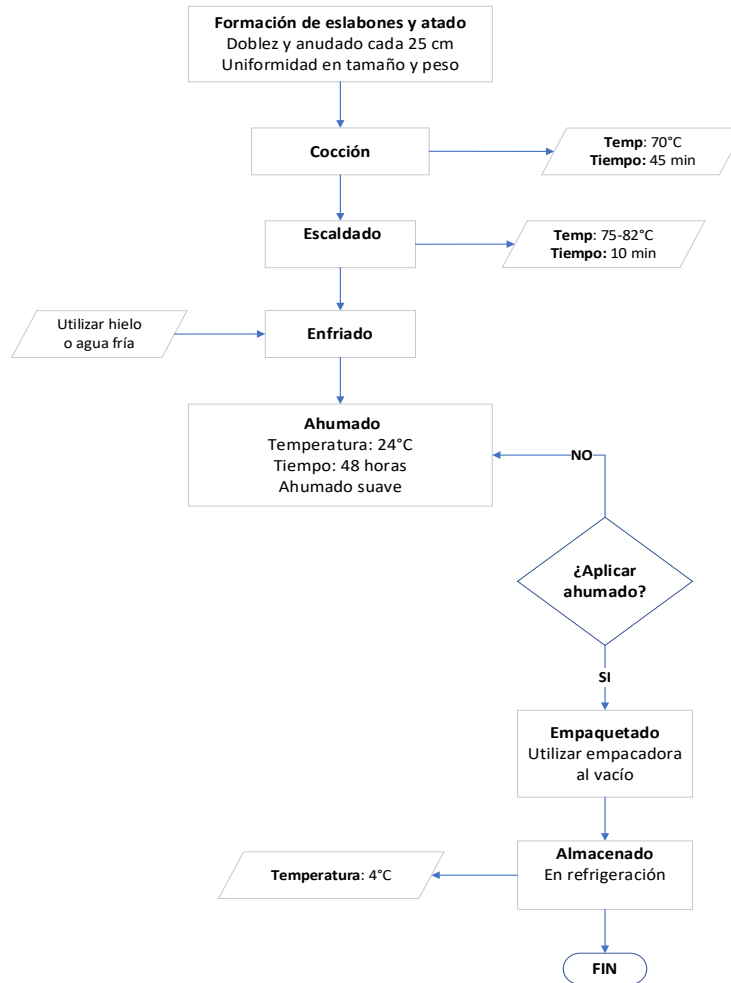 Formación de eslabones y atado
Doblez y anudado cada 25 cm
Uniformidad en tamaño y peso
Cocción
Temp: 70°C
Tiempo: 45 min
Escaldado
Temp: 75-82°C
Tiempo: 10 min
Utilizar hielo
o agua fría
Enfriado
Ahumado
Temperatura: 24°C
Tiempo: 48 horas
Ahumado suave
NO
¿Aplicar
ahumado?
SI
Empaquetado
Utilizar empacadora
al vacío
Almacenado
En refrigeración
Temperatura: 4°C
FIN